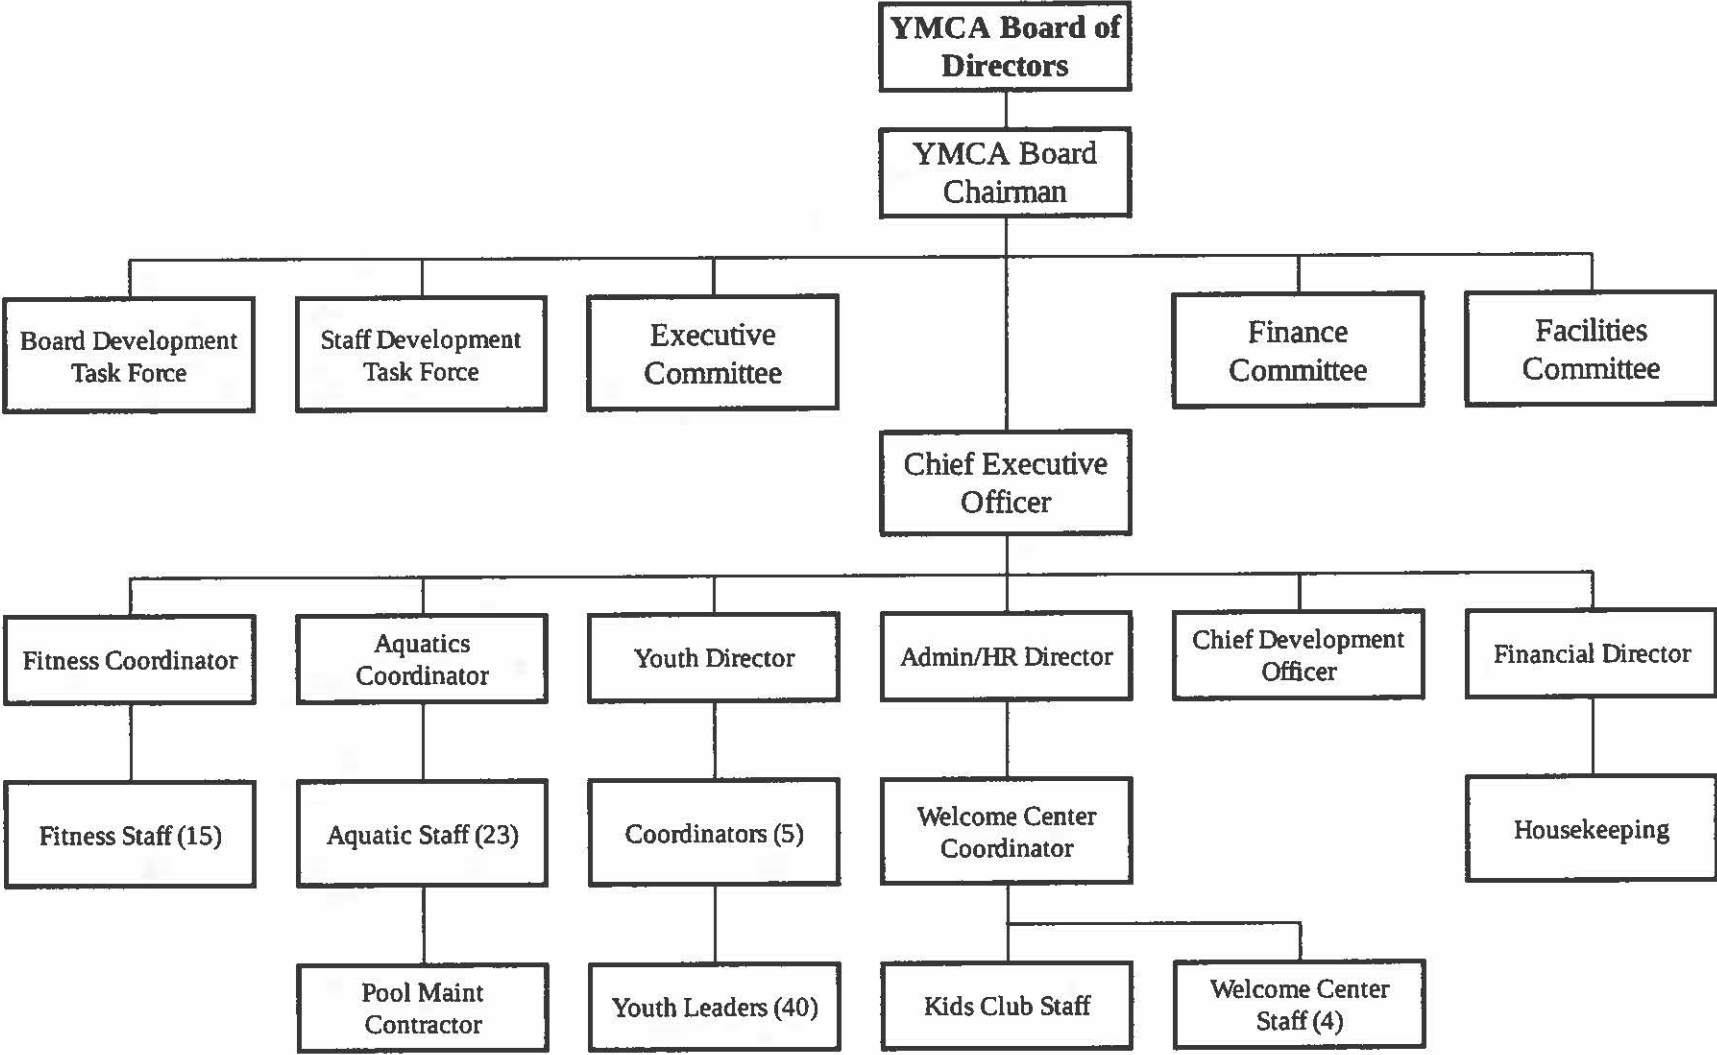 YMCA Board of
Directors
YMCA Board
Chairman
Board Development
Task Force
Staff Development
Task Force
Executive
Committee
Finance
Committee
Facilities
Committee
Chief Executive
Officer
Fitness Coordinator
Aquatics
Coordinator
Youth Director
Admin/HR Director
Chief Development
Officer
Financial Director
Fitness Staff (15)
Aquatic Staff (23)
Coordinators (5)
Welcome Center
Coordinator
Housekeeping
Pool Maint
Contractor
Youth Leaders (40)
Kids Club Staff
Welcome Center
Staff (4)